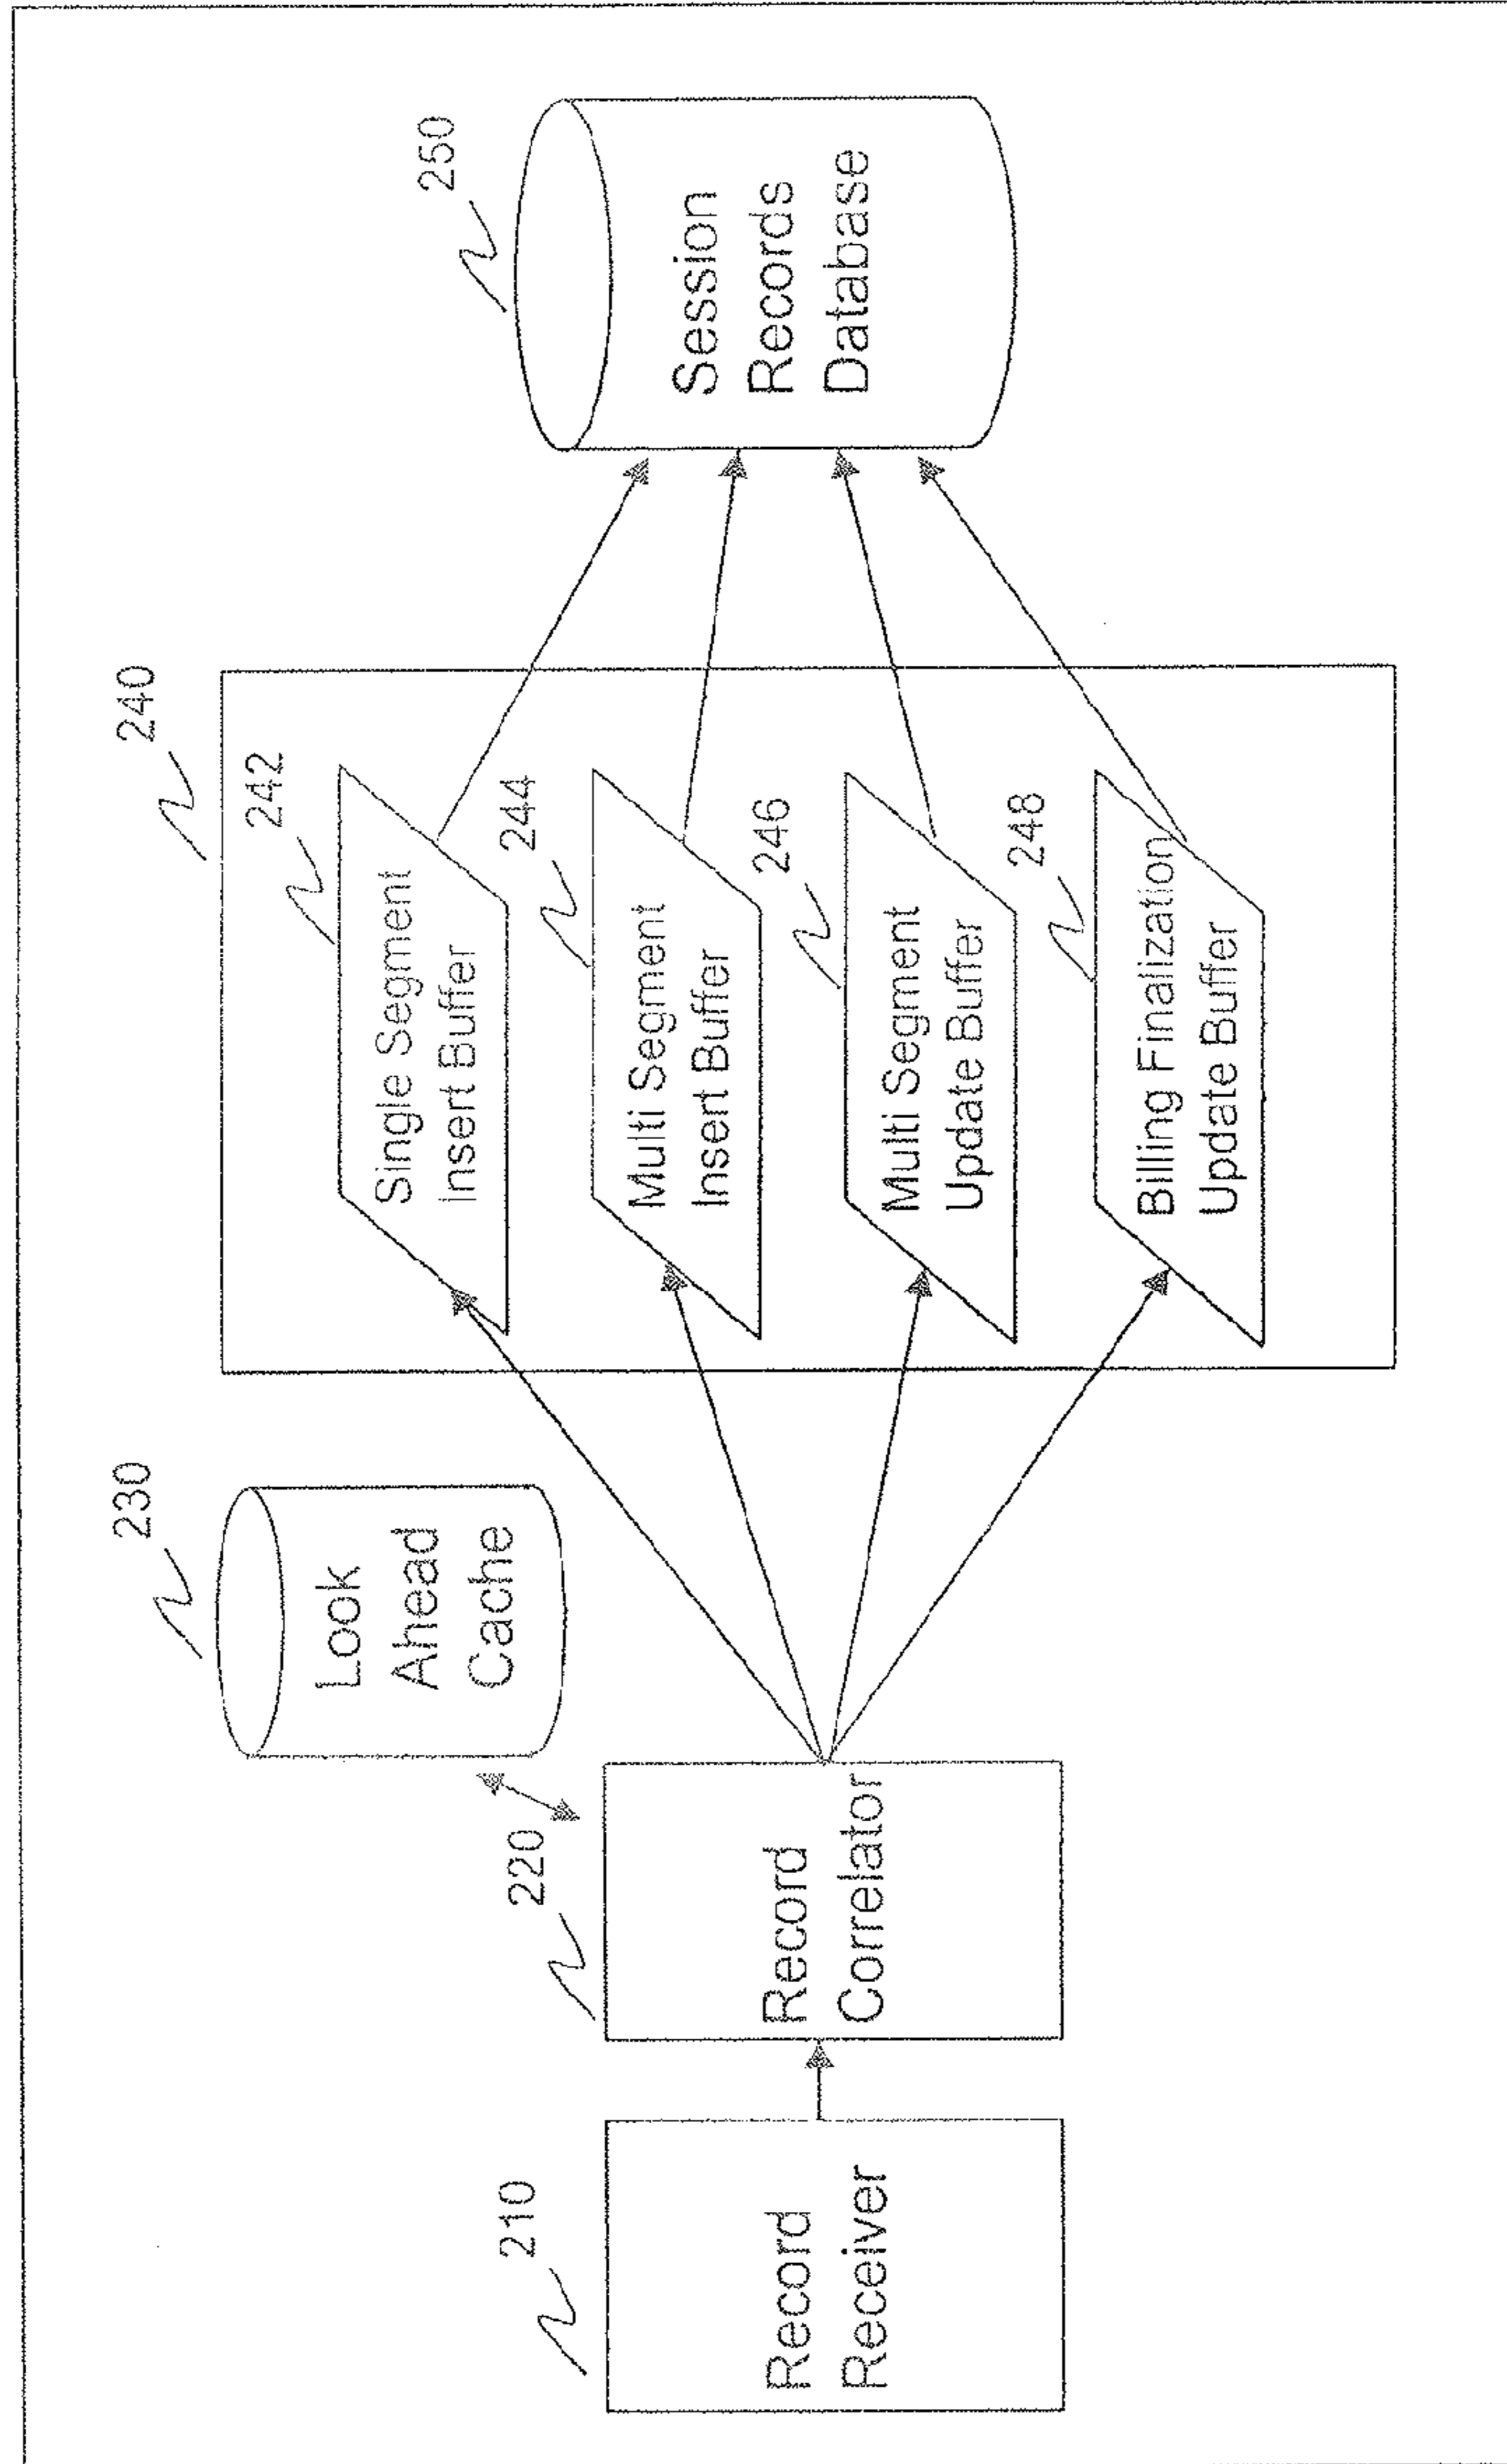 210
Record
Receiver
220
Record
Correlator
230
Look
Ahead
Cache
240
242
Single Segment
Insert Buffer
244
Multi Segment
Insert Buffer
246
Multi Segment
Update Buffer
248
Billing Finalization
Update Buffer
250
Session
Records
Database